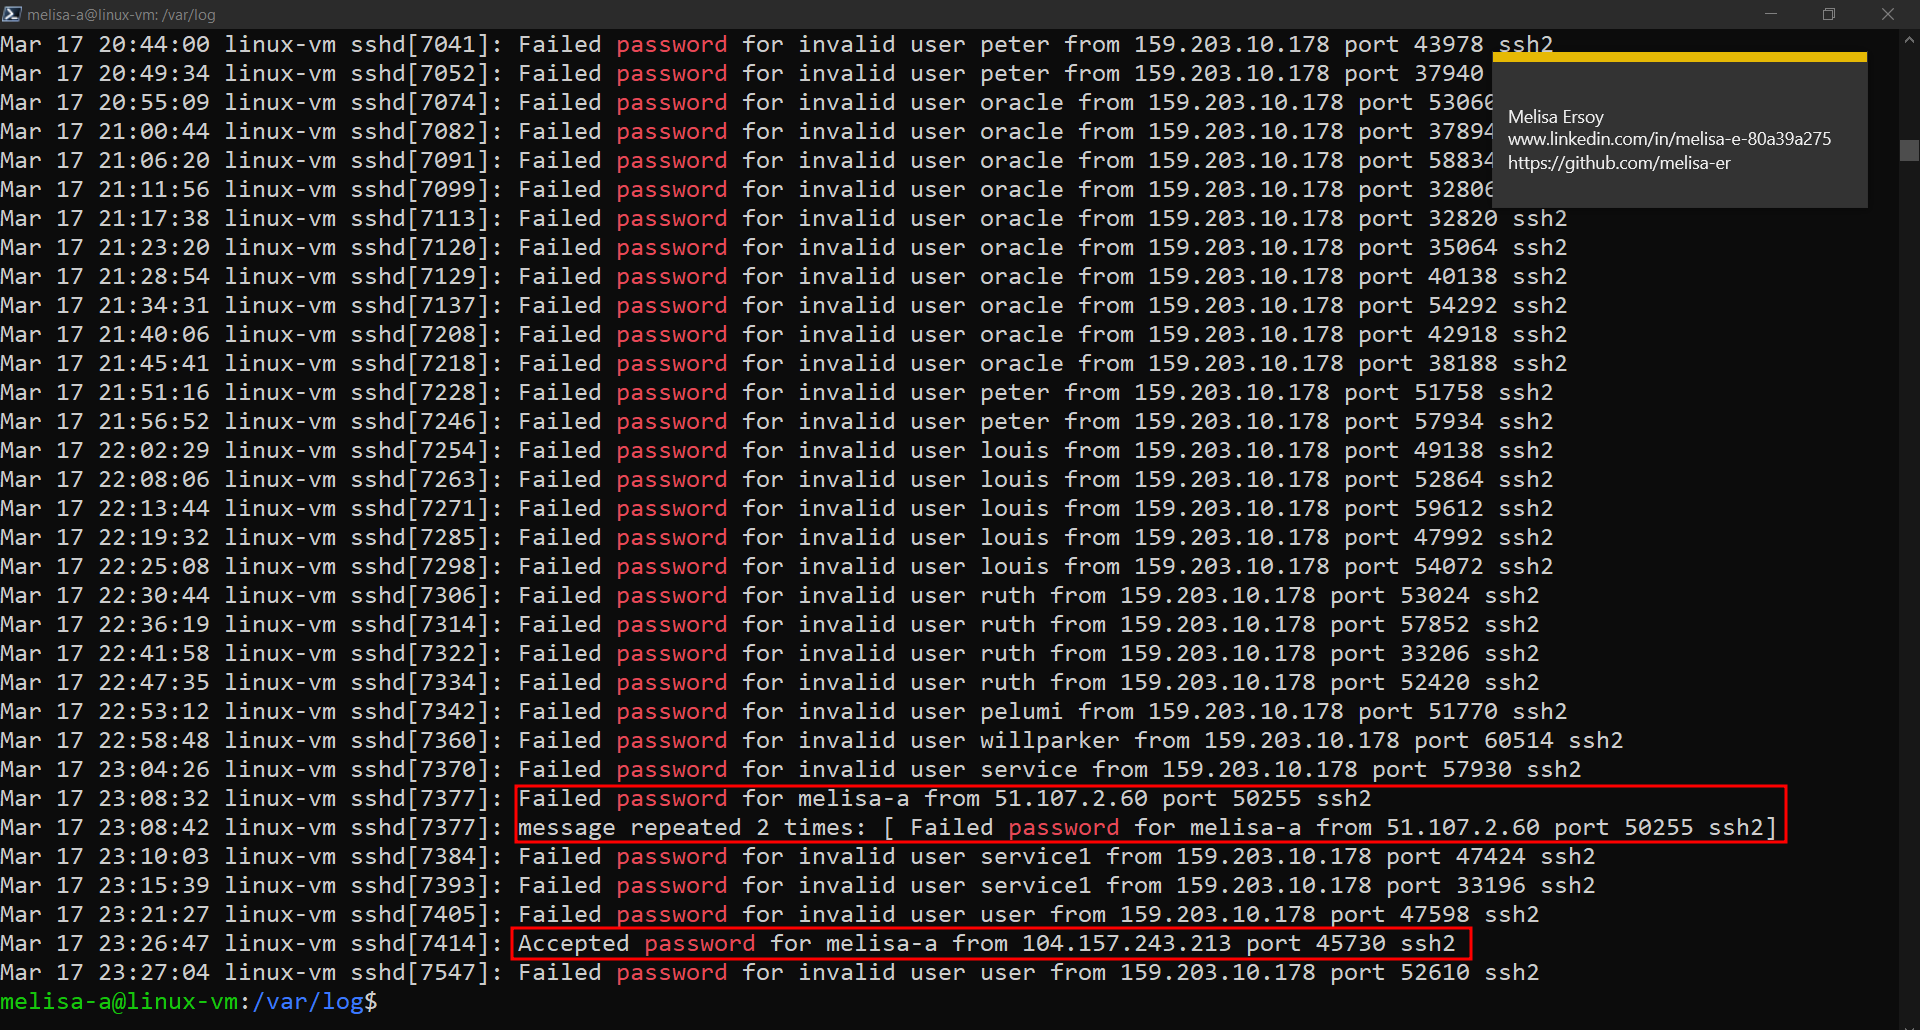 melisa-a@linux-vm: /var/log
Mar 17 20:44:00 linux-vm sshd[7041]: Failed password for invalid user peter from 159.203.10.178 port 43978 ssh2
Mar 17 20:49:34 linux-vm sshd[7052]: Failed password for invalid user peter from 159.203.10.178 port 37940
Mar 17 20:55:09 linux-vm sshd[7074]: Failed password for invalid user oracle from 159.203.10.178 port 53060
Mar 17 21:00:44 linux-vm sshd[7082]: Failed password for invalid user oracle from 159.203.10.178 port 37894
Mar 17 21:06:20 linux-vm sshd[7091]: Failed password for invalid user oracle from 159.203.10.178 port 58834
Mar 17 21:11:56 linux-vm sshd[7099]: Failed password for invalid user oracle from 159.203.10.178 port 32806
Mar 17 21:17:38 linux-vm sshd[7113]: Failed password for invalid user oracle from 159.203.10.178 port 32820 ssh2
Mar 17 21:23:20 linux-vm sshd[7120]: Failed password for invalid user oracle from 159.203.10.178 port 35064 ssh2
Mar 17 21:28:54 linux-vm sshd[7129]: Failed password for invalid user oracle from 159.203.10.178 port 40138 ssh2
Mar 17 21:34:31 linux-vm sshd[7137]: Failed password for invalid user oracle from 159.203.10.178 port 54292 ssh2
Mar 17 21:40:06 linux-vm sshd[7208]: Failed password for invalid user oracle from 159.203.10.178 port 42918 ssh2
Mar 17 21:45:41 linux-vm sshd[7218]: Failed password for invalid user oracle from 159.203.10.178 port 38188 ssh2
Mar 17 21:51:16 linux-vm sshd[7228]: Failed password for invalid user peter from 159.203.10.178 port 51758 ssh2
Mar 17 21:56:52 linux-vm sshd[7246]: Failed password for invalid user peter from 159.203.10.178 port 57934 ssh2
Mar 17 22:02:29 linux-vm sshd[7254]: Failed password for invalid user louis from 159.203.10.178 port 49138 ssh2
Mar 17 22:08:06 linux-vm sshd[7263]: Failed password for invalid user louis from 159.203.10.178 port 52864 ssh2
Mar 17 22:13:44 linux-vm sshd[7271]: Failed password for invalid user louis from 159.203.10.178 port 59612 ssh2
Mar 17 22:19:32 linux-vm sshd[7285]: Failed password for invalid user louis from 159.203.10.178 port 47992 ssh2
Mar 17 22:25:08 linux-vm sshd[7298]: Failed password for invalid user louis from 159.203.10.178 port 54072 ssh2
Mar 17 22:30:44 linux-vm sshd[7306]: Failed password for invalid user ruth from 159.203.10.178 port 53024 ssh2
Mar 17 22:36:19 linux-vm sshd[7314]: Failed password for invalid user ruth from 159.203.10.178 port 57852 ssh2
Mar 17 22:41:58 linux-vm sshd[7322]: Failed password for invalid user ruth from 159.203.10.178 port 33206 ssh2
Mar 17 22:47:35 linux-vm sshd[7334]: Failed password for invalid user ruth from 159.203.10.178 port 52420 ssh2
Mar 17 22:53:12 linux-vm sshd[7342]: Failed password for invalid user pelumi from 159.203.10.178 port 51770 ssh2
Mar 17 22:58:48 linux-vm sshd[7360]: Failed password for invalid user willparker from 159.203.10.178 port 60514 ssh2
Mar 17 23:04:26 linux-vm sshd[7370]: Failed password for invalid user service from 159.203.10.178 port 57930 ssh2
Mar 17 23:08:32 linux-vm sshd[7377]: Failed password for melisa-a from 51.107.2.60 port 50255 ssh2
Mar 17 23:08:42 linux-vm sshd[7377]: message repeated 2 times: [ Failed password for melisa-a from 51.107.2.60 port 50255 ssh2]
Mar 17 23:10:03 linux-vm sshd[7384]: Failed password for invalid user service1 from 159.203.10.178 port 47424 ssh2
Mar 17 23:15:39 linux-vm sshd[7393]: Failed password for invalid user service1 from 159.203.10.178 port 33196 ssh2
Mar 17 23:21:27 linux-vm sshd[7405]: Failed password for invalid user user from 159.203.10.178 port 47598 ssh2
Mar 17 23:26:47 linux-vm sshd[7414]: Accepted password for melisa-a from 104.157.243.213 port 45730 ssh2
Mar 17 23:27:04 linux-vm sshd[7547]: Failed password for invalid user user from 159.203.10.178 port 52610 ssh2
melisa-a@linux-vm:/var/log$
Melisa Ersoy
www.linkedin.com/in/melisa-e-80a39a275
https://github.com/melisa-er